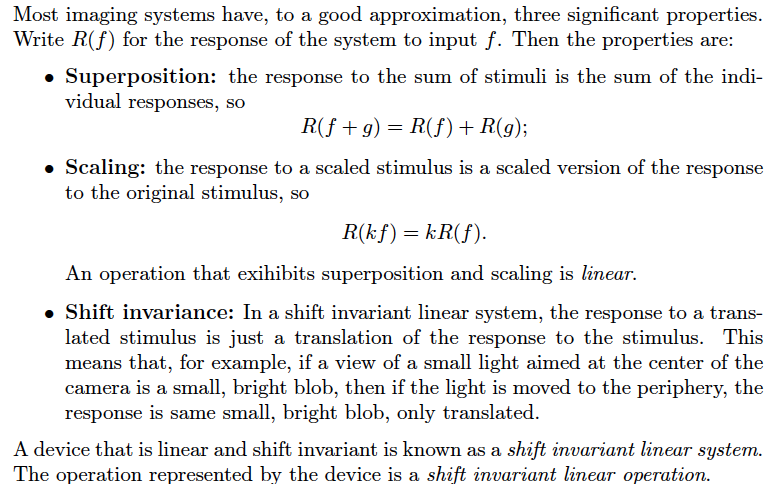 Most imaging systems have, to a good approximation, three significant properties.
Write R(f) for the response of the system to input f. Then the properties are:
• Superposition: the response to the sum of stimuli is the sum of the indi-
vidual responses, so
R(f + g) = R(f) + R(g);
• Scaling: the response to a scaled stimulus is a scaled version of the response
to the original stimulus, so
R(kf) = kR(f).
An operation that exihibits superposition and scaling is linear.
• Shift invariance: In a shift invariant linear system, the response to a trans-
lated stimulus is just a translation of the response to the stimulus. This
means that, for example, if a view of a small light aimed at the center of the
camera is a small, bright blob, then if the light is moved to the periphery, the
response is same small, bright blob, only translated.
A device that is linear and shift invariant is known as a shift invariant linear system.
The operation represented by the device is a shift invariant linear operation.